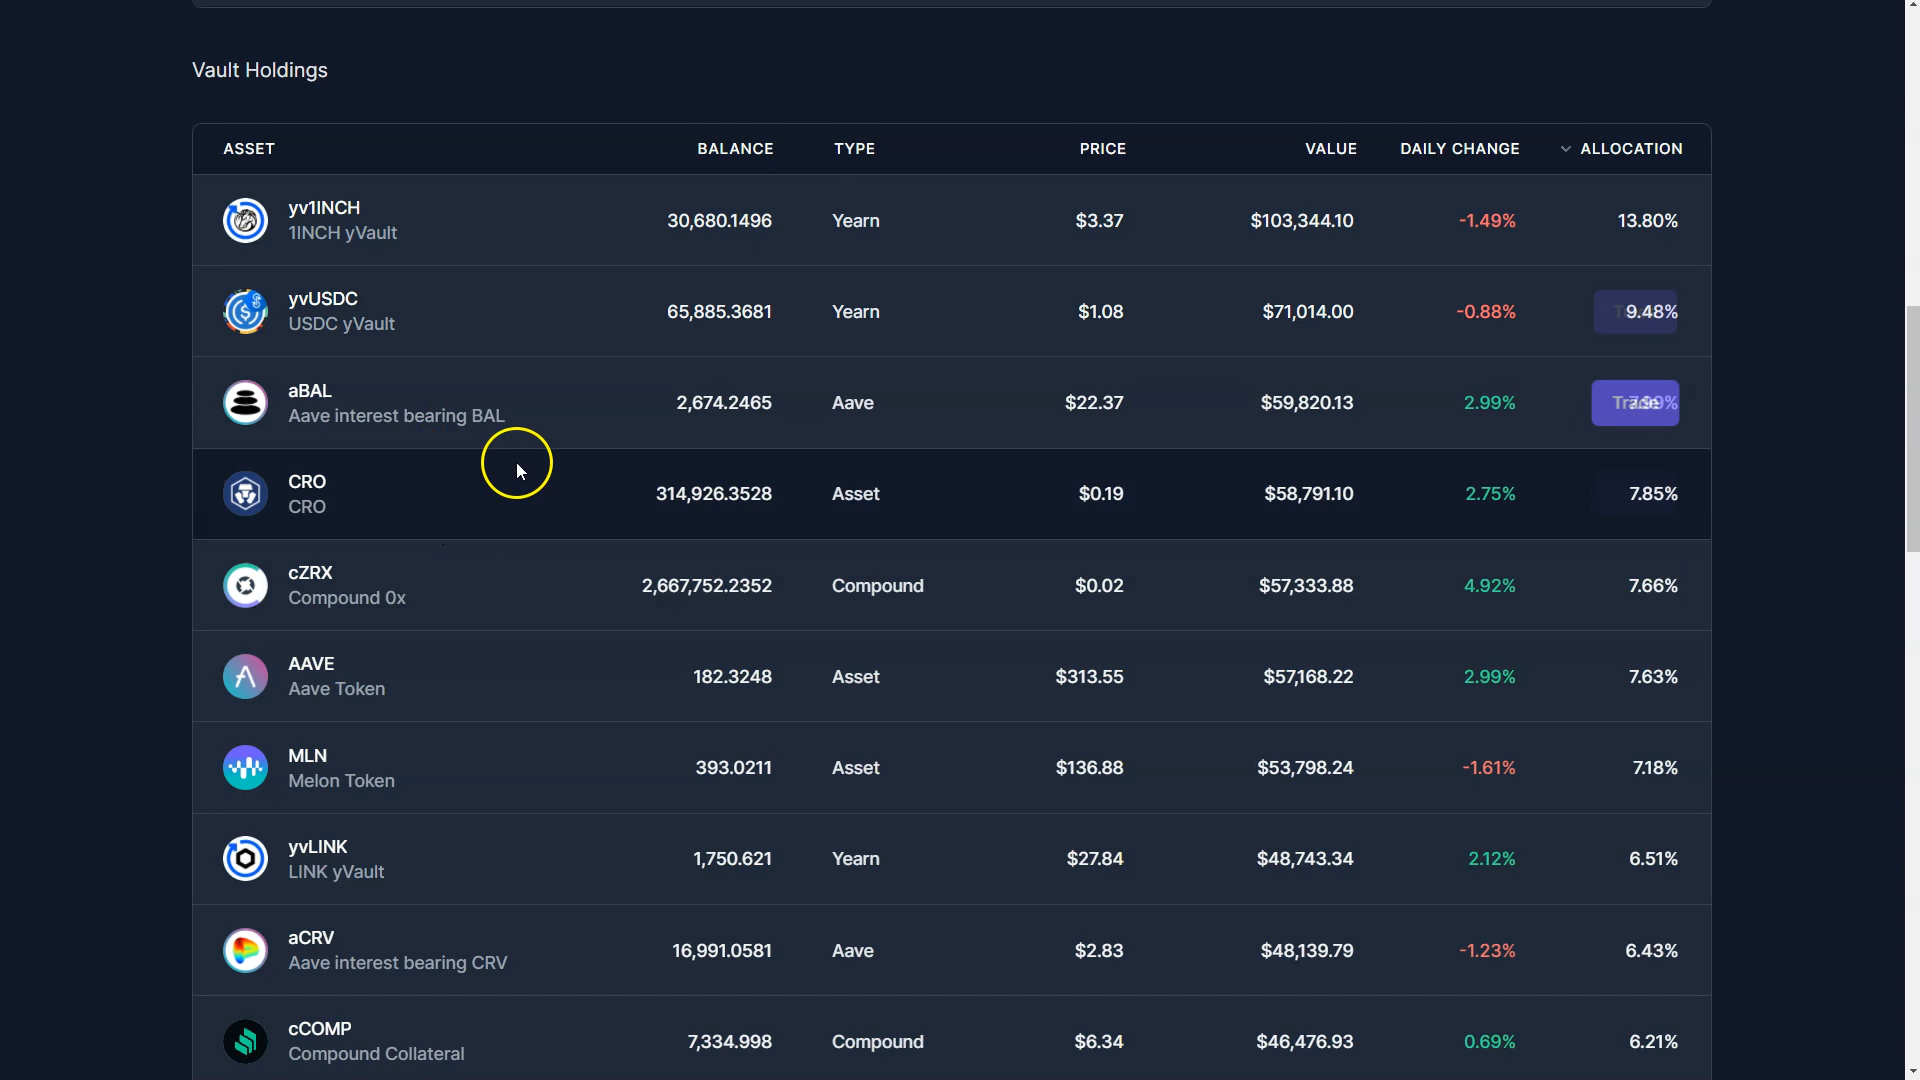 Vault Holdings
ASSET BALANCE TYPE PRICE VALUE DAILY CHANGE ALLOCATION
yv1INCH
1INCH yVault
30,680.1496 Yearn $3.37 $103,344.10 -1.49% 13.80%
yvUSDC
USDC yVault
65,885.3681 Yearn $1.08 $71,014.00 -0.88% 9.48%
aBAL
Aave interest bearing BAL
2,674.2465 Aave $22.37 $59,820.13 2.99% Trade
CRO
CRO
314,926.3528 Asset $0.19 $58,791.10 2.75% 7.85%
cZRX
Compound 0x
2,667,752.2352 Compound $0.02 $57,333.88 4.92% 7.66%
AAVE
Aave Token
182.3248 Asset $313.55 $57,168.22 2.99% 7.63%
MLN
Melon Token
393.0211 Asset $136.88 $53,798.24 -1.61% 7.18%
yvLINK
LINK yVault
1,750.621 Yearn $27.84 $48,743.34 2.12% 6.51%
aCRV
Aave interest bearing CRV
16,991.0581 Aave $2.83 $48,139.79 -1.23% 6.43%
cCOMP
Compound Collateral
7,334.998 Compound $6.34 $46,476.93 0.69% 6.21%